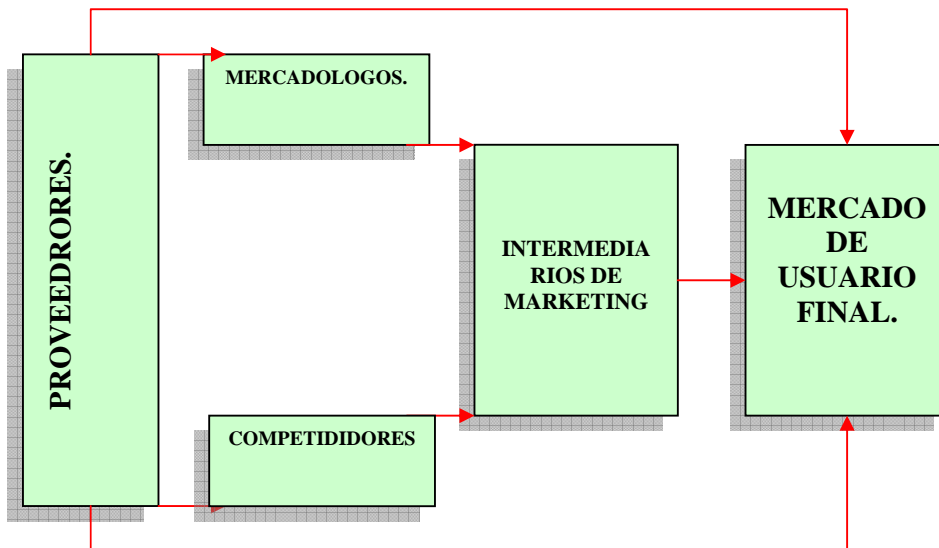 PROVEEDRORES.
MERCADOLOGOS.
INTERMEDIA
RIOS DE
MARKETING
COMPETIDIDORES
MERCADO
DE
USUARIO
FINAL.